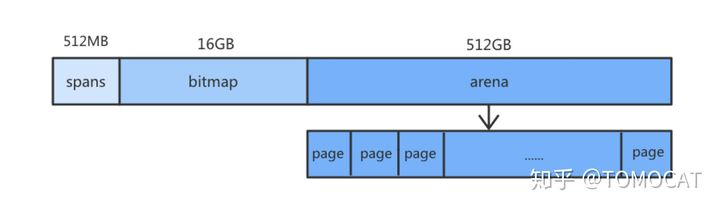 512MB 16GB 512GB
spans bitmap arena
page page page ...... page
知乎 @TOMOCAT